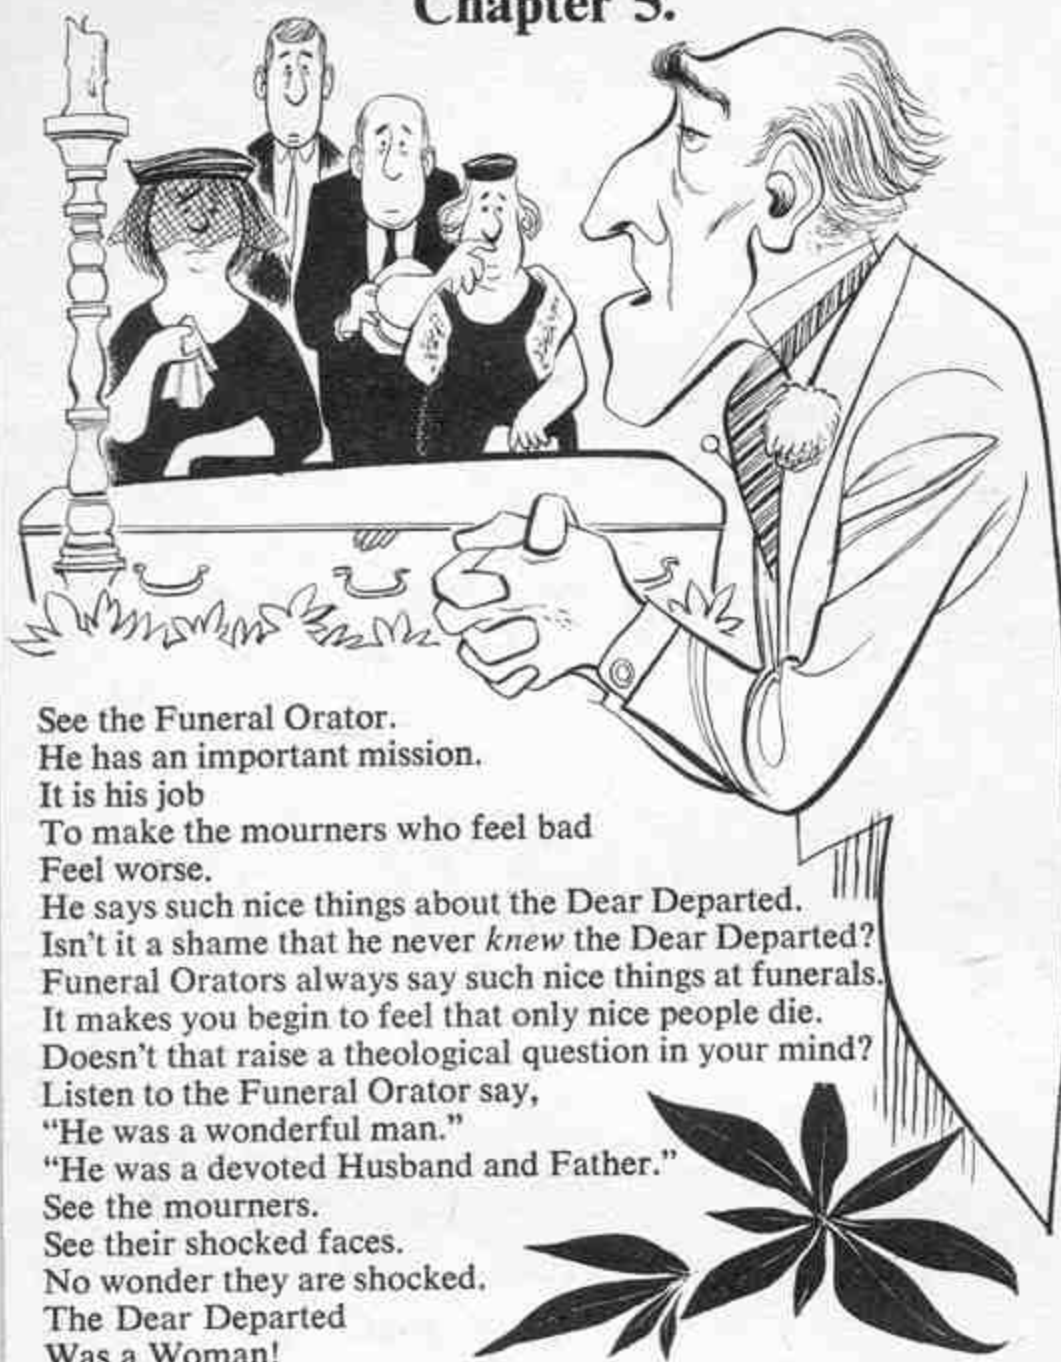 Chapter 5.
See the Funeral Orator.
He has an important mission.
It is his job
To make the mourners who feel bad
Feel worse.
He says such nice things about the Dear Departed.
Isn't it a shame that he never knew the Dear Departed?
Funeral Orators always say such nice things at funerals.
It makes you begin to feel that only nice people die.
Doesn't that raise a theological question in your mind?
Listen to the Funeral Orator say,
“He was a wonderful man.”
“He was a devoted Husband and Father.”
See the mourners.
See their shocked faces.
No wonder they are shocked.
The Dear Departed
Was a Woman!